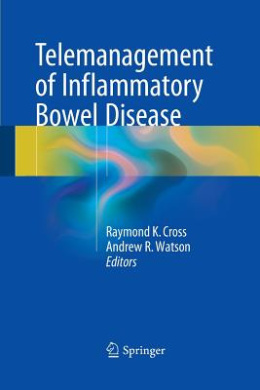 Telemanagement
of Inflammatory
Bowel Disease
Raymond K. Cross
Andrew R. Watson
Editors
Springer